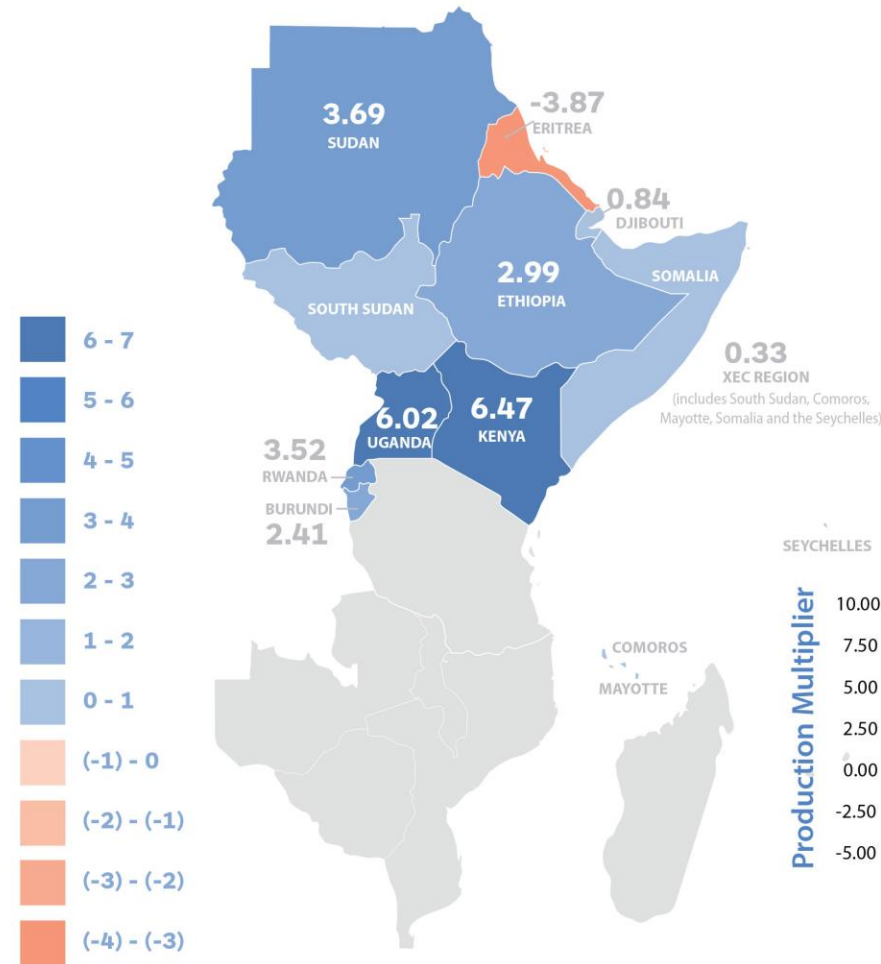 3.69
SUDAN
-3.87
ERITREA
0.84
DJIBOUTI
2.99
ETHIOPIA
SOMALIA
SOUTH SUDAN
0.33
XEC REGION
(includes South Sudan, Comoros,
Mayotte, Somalia and the Seychelles)
6.02
UGANDA
6.47
KENYA
3.52
RWANDA
BURUNDI
2.41
SEYCHELLES
COMOROS
MAYOTTE
6 - 7
5 - 6
4 - 5
3 - 4
2 - 3
1 - 2
0 - 1
(-1) - 0
(-2) - (-1)
(-3) - (-2)
(-4) - (-3)
Production Multiplier
10.00
7.50
5.00
2.50
0.00
-2.50
-5.00